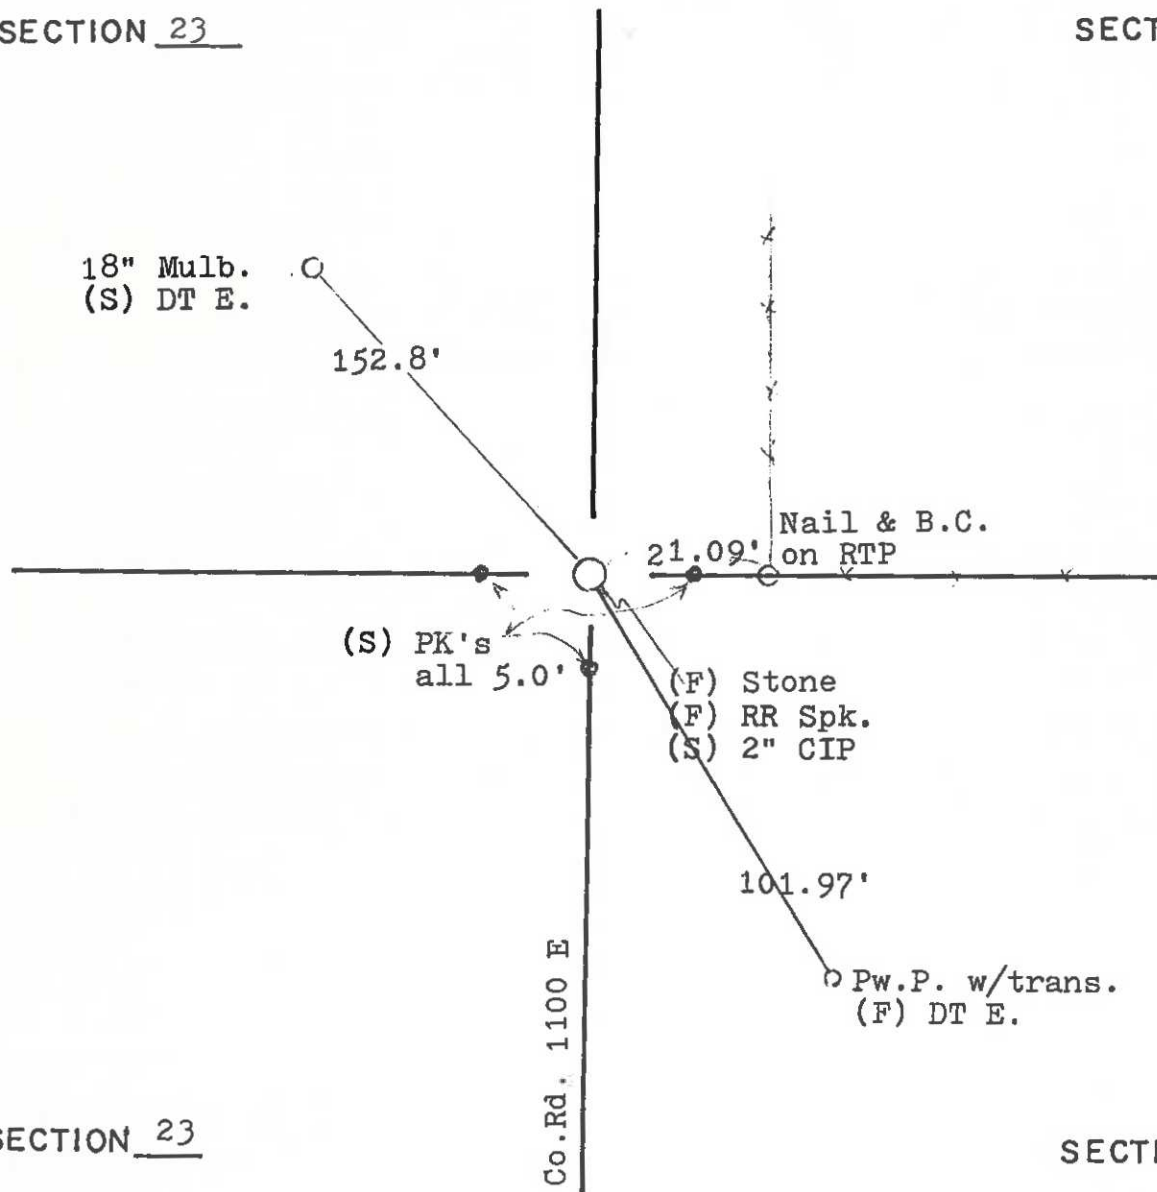 SECTION 23
SECT
18" Mulb.
(S) DT E.
152.8'
Nail & B.C.
on RTP
21.09'
(S) PK's
all 5.0'
(F) Stone
(F) RR Spk.
(S) 2" CIP
101.97'
Pw.P. w/trans.
(F) DT E.
Co.Rd. 1100 E
SECTION 23
SECTI